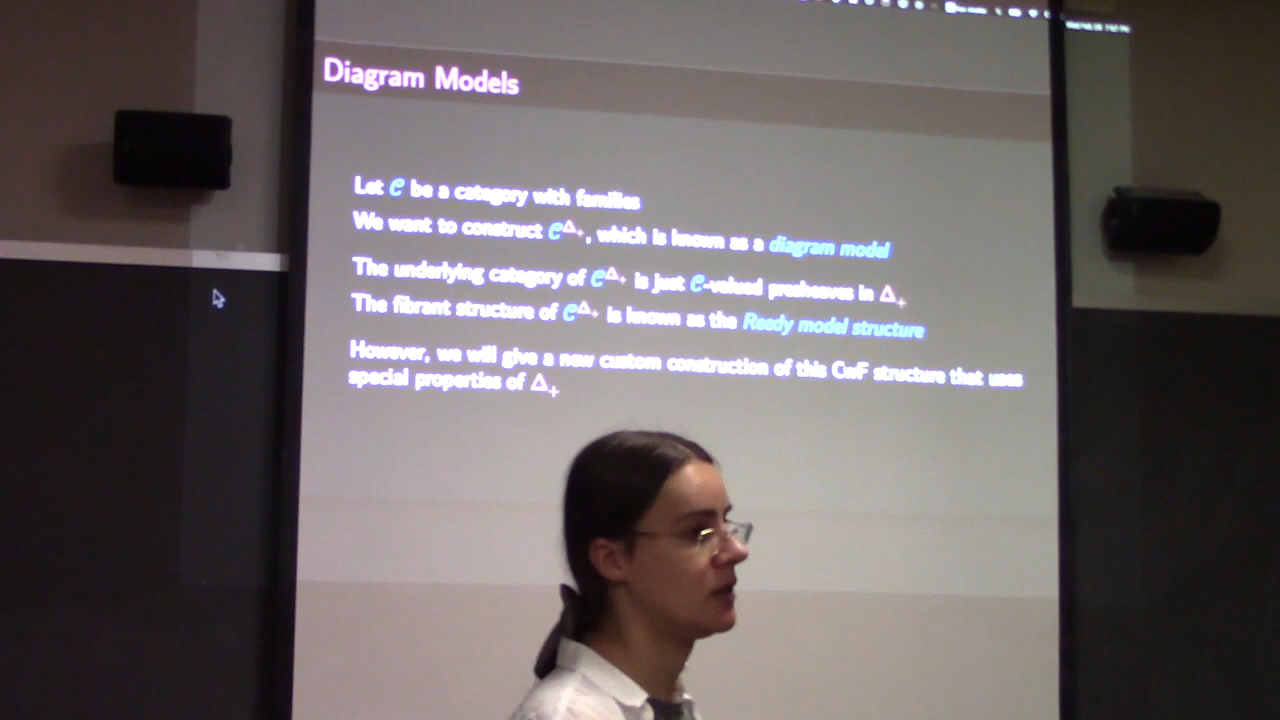 Diagram Models
Let 𝒞 be a category with families
We want to construct 𝒞^Δ₊, which is known as a diagram model
The underlying category of 𝒞^Δ₊ is just 𝒞-valued presheaves in Δ₊
The fibrant structure of 𝒞^Δ₊ is known as the Reedy model structure
However, we will give a new custom construction of this CwF structure that uses
special properties of Δ₊